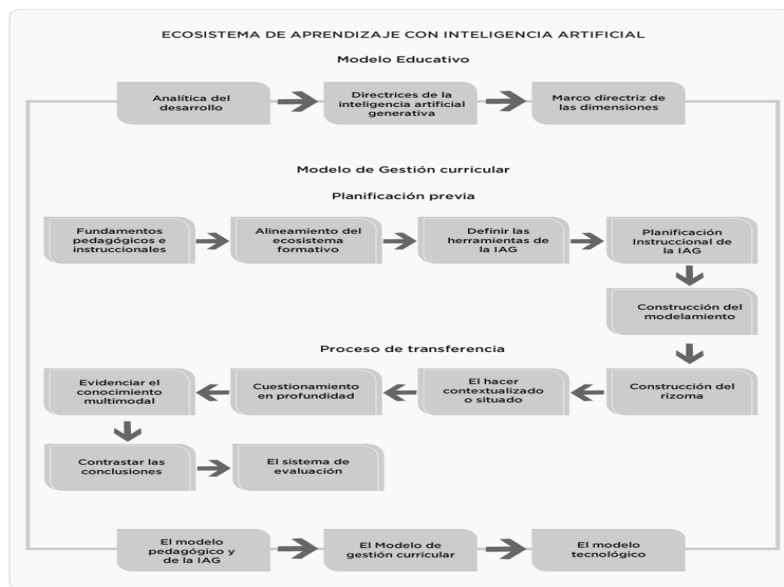 ECOSISTEMA DE APRENDIZAJE CON INTELIGENCIA ARTIFICIAL
Modelo Educativo
Analítica del
desarrollo
Directrices de la
inteligencia artificial
generativa
Marco directriz de
las dimensiones
Modelo de Gestión curricular
Planificación previa
Fundamentos
pedagógicos e
instruccionales
Alineamiento del
ecosistema
formativo
Definir las
herramientas de
la IAG
Planificación
Instruccional de
la IAG
Construcción del
modelamiento
Proceso de transferencia
Construcción del
rizoma
El hacer
contextualizado
o situado
Cuestionamiento
en profundidad
Evidenciar el
conocimiento
multimodal
Contrastar las
conclusiones
El sistema de
evaluación
El modelo
pedagógico y
de la IAG
El Modelo de
gestión curricular
El modelo
tecnológico